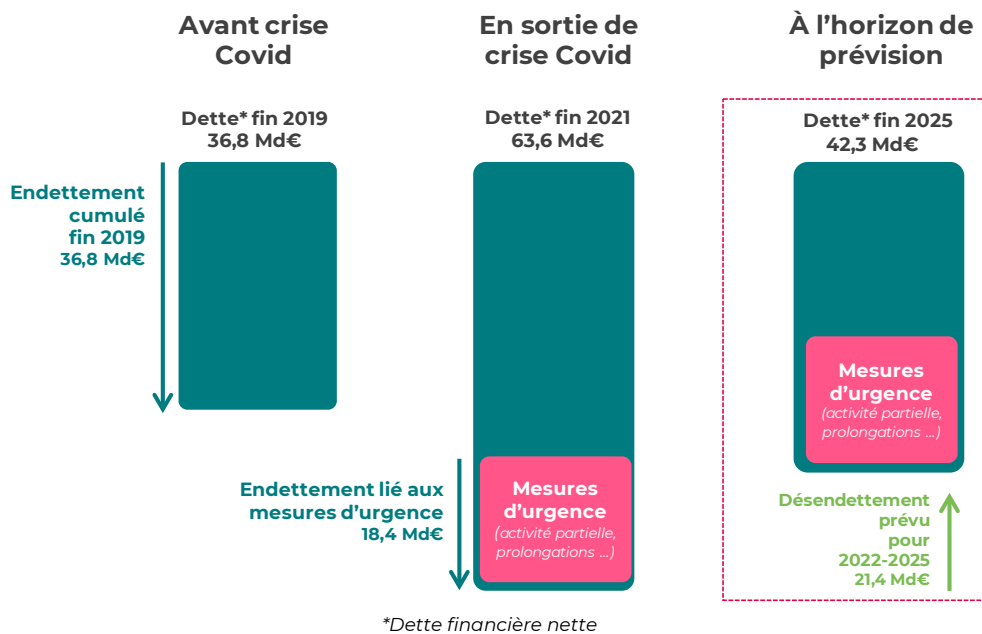 Avant crise
Covid
En sortie de
crise Covid
À l’horizon de
prévision
Dette* fin 2019
36,8 Md€
Dette* fin 2021
63,6 Md€
Dette* fin 2025
42,3 Md€
Endettement
cumulé
fin 2019
36,8 Md€
Endettement lié aux
mesures d’urgence
18,4 Md€
Mesures
d’urgence
(activité partielle,
prolongations ...)
Mesures
d’urgence
(activité partielle,
prolongations ...)
Désendettement
prévu
pour
2022-2025
21,4 Md€
*Dette financière nette